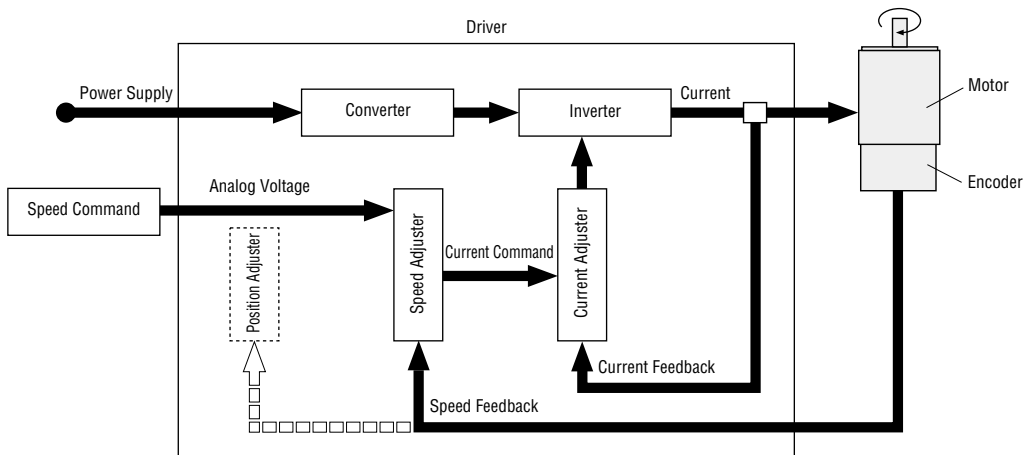 Driver
Power Supply
Converter
Inverter
Current
Motor
Encoder
Analog Voltage
Speed Command
Position Adjuster
Speed Adjuster
Current Command
Current Adjuster
Current Feedback
Speed Feedback